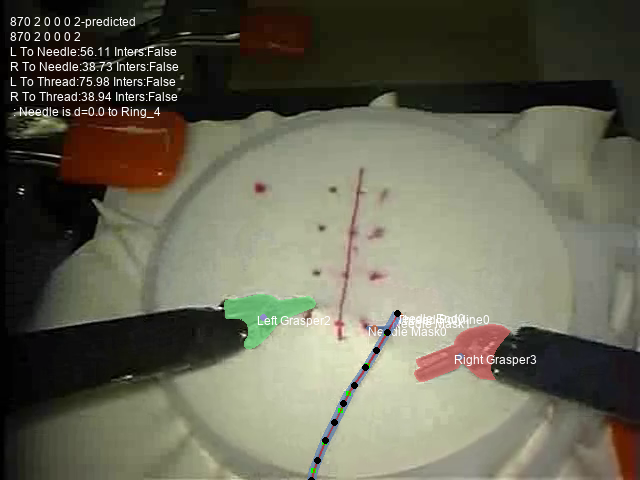 870 2 0 0 0 2-predicted
870 2 0 0 0 2
L To Needle:56.11 Inters:False
R To Needle:38.73 Inters:False
L To Thread:75.98 Inters:False
R To Thread:38.94 Inters:False
: Needle is d=0.0 to Ring_4
Left Grasper2
Needle Mask0
Right Grasper3